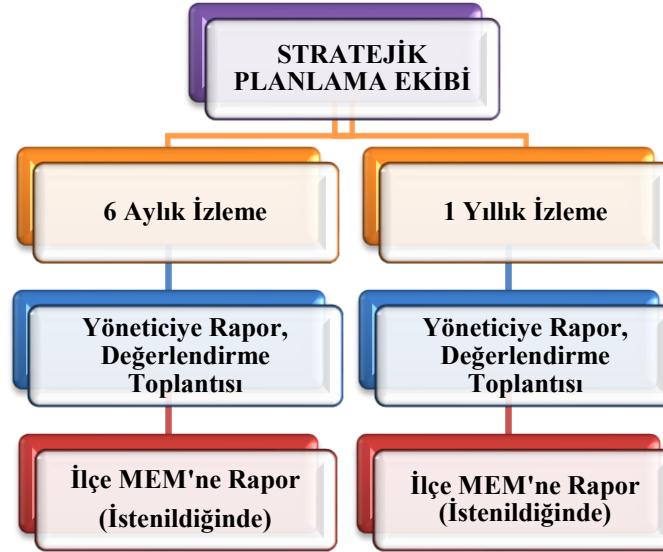 STRATEJİK
PLANLAMA EKİBİ
6 Aylık İzleme
1 Yıllık İzleme
Yöneticiye Rapor,
Değerlendirme
Toplantısı
Yöneticiye Rapor,
Değerlendirme
Toplantısı
İlçe MEM'ne Rapor
(İstenildiğinde)
İlçe MEM'ne Rapor
(İstenildiğinde)